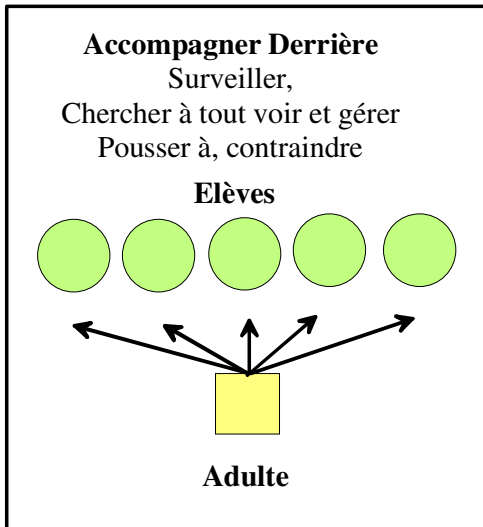 Accompagner Derrière
Surveiller,
Chercher à tout voir et gérer
Pousser à, contraindre
Elèves
Adulte